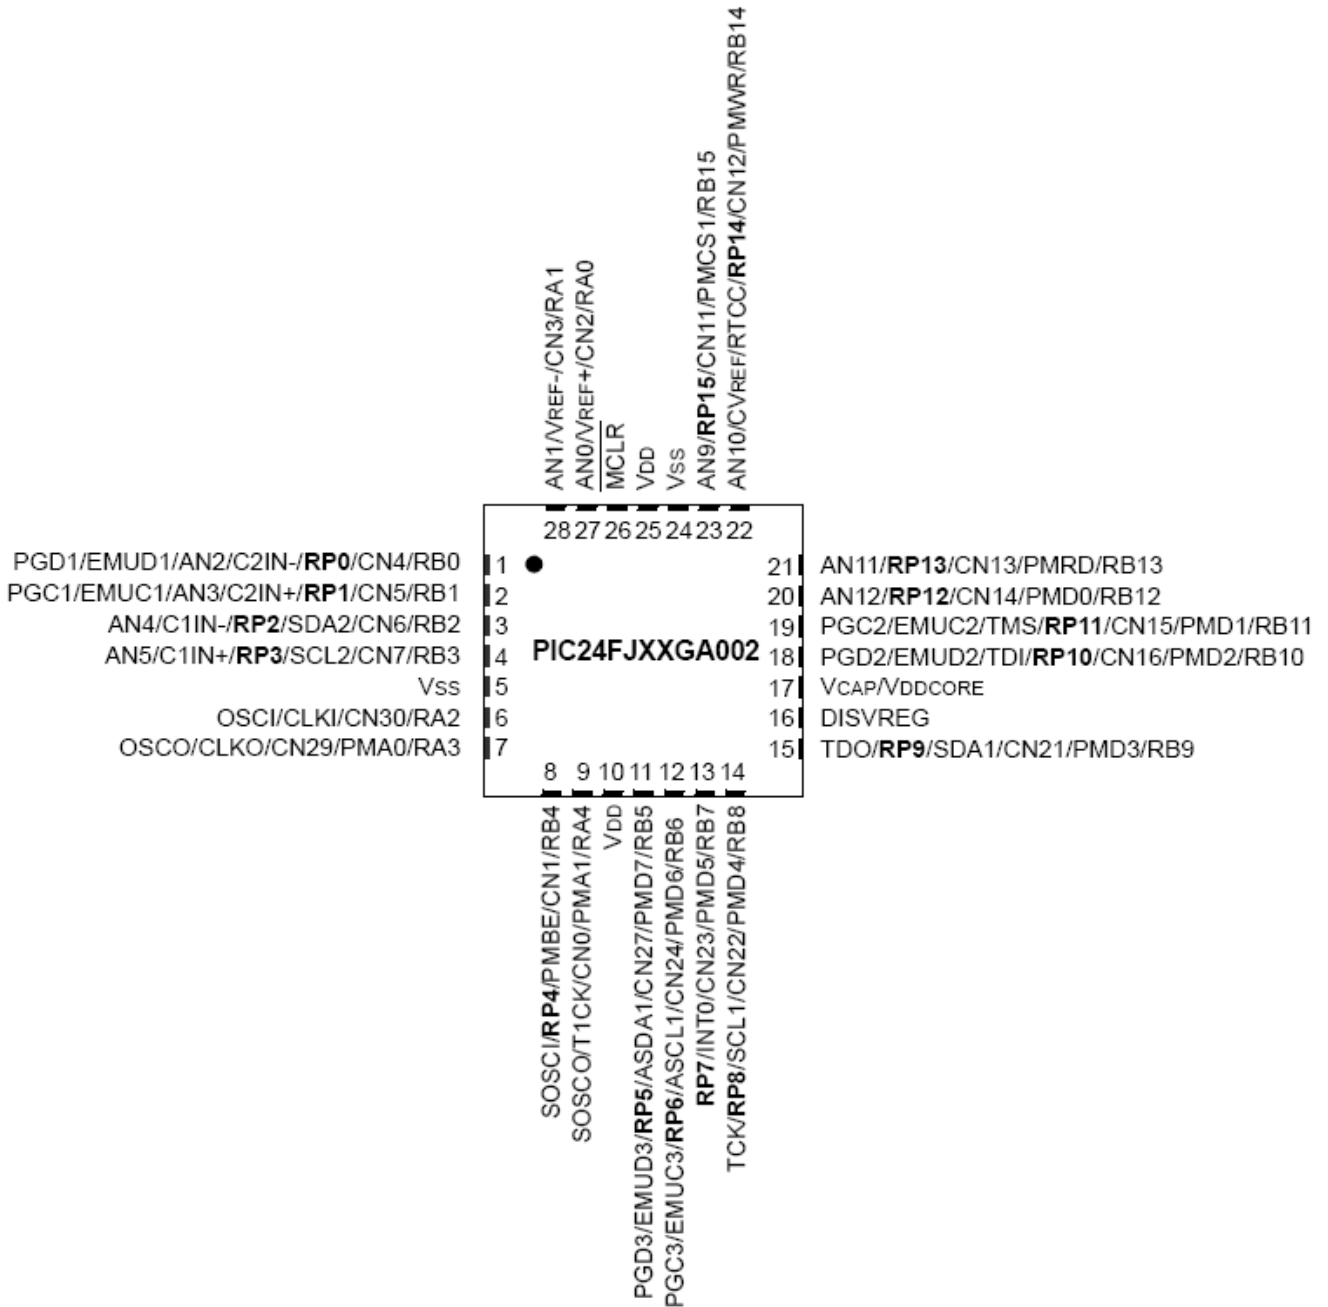 AN1/VREF-/CN3/RA1
AN0/VREF+/CN2/RA0
MCLR
VDD
VSS
AN9/RP15/CN11/PMCS1/RB15
AN10/CVREF/RTCC/RP14/CN12/PMWR/RB14
28 27 26 25 24 23 22
PGD1/EMUD1/AN2/C2IN-/RP0/CN4/RB0 1
PGC1/EMUC1/AN3/C2IN+/RP1/CN5/RB1 2
AN4/C1IN-/RP2/SDA2/CN6/RB2 3
AN5/C1IN+/RP3/SCL2/CN7/RB3 4
VSS 5
OSCI/CLKI/CN30/RA2 6
OSCO/CLKO/CN29/PMA0/RA3 7
PIC24FJXXGA002
21 AN11/RP13/CN13/PMRD/RB13
20 AN12/RP12/CN14/PMD0/RB12
19 PGC2/EMUC2/TMS/RP11/CN15/PMD1/RB11
18 PGD2/EMUD2/TDI/RP10/CN16/PMD2/RB10
17 VCAP/VDDCORE
16 DISVREG
15 TDO/RP9/SDA1/CN21/PMD3/RB9
8 9 10 11 12 13 14
SOSCI/RP4/PMBE/CN1/RB4
SOSCO/T1CK/CN0/PMA1/RA4
VDD
PGD3/EMUD3/RP5/ASDA1/CN27/PMD7/RB5
PGC3/EMUC3/RP6/ASCL1/CN24/PMD6/RB6
RP7/INT0/CN23/PMD5/RB7
TCK/RP8/SCL1/CN22/PMD4/RB8